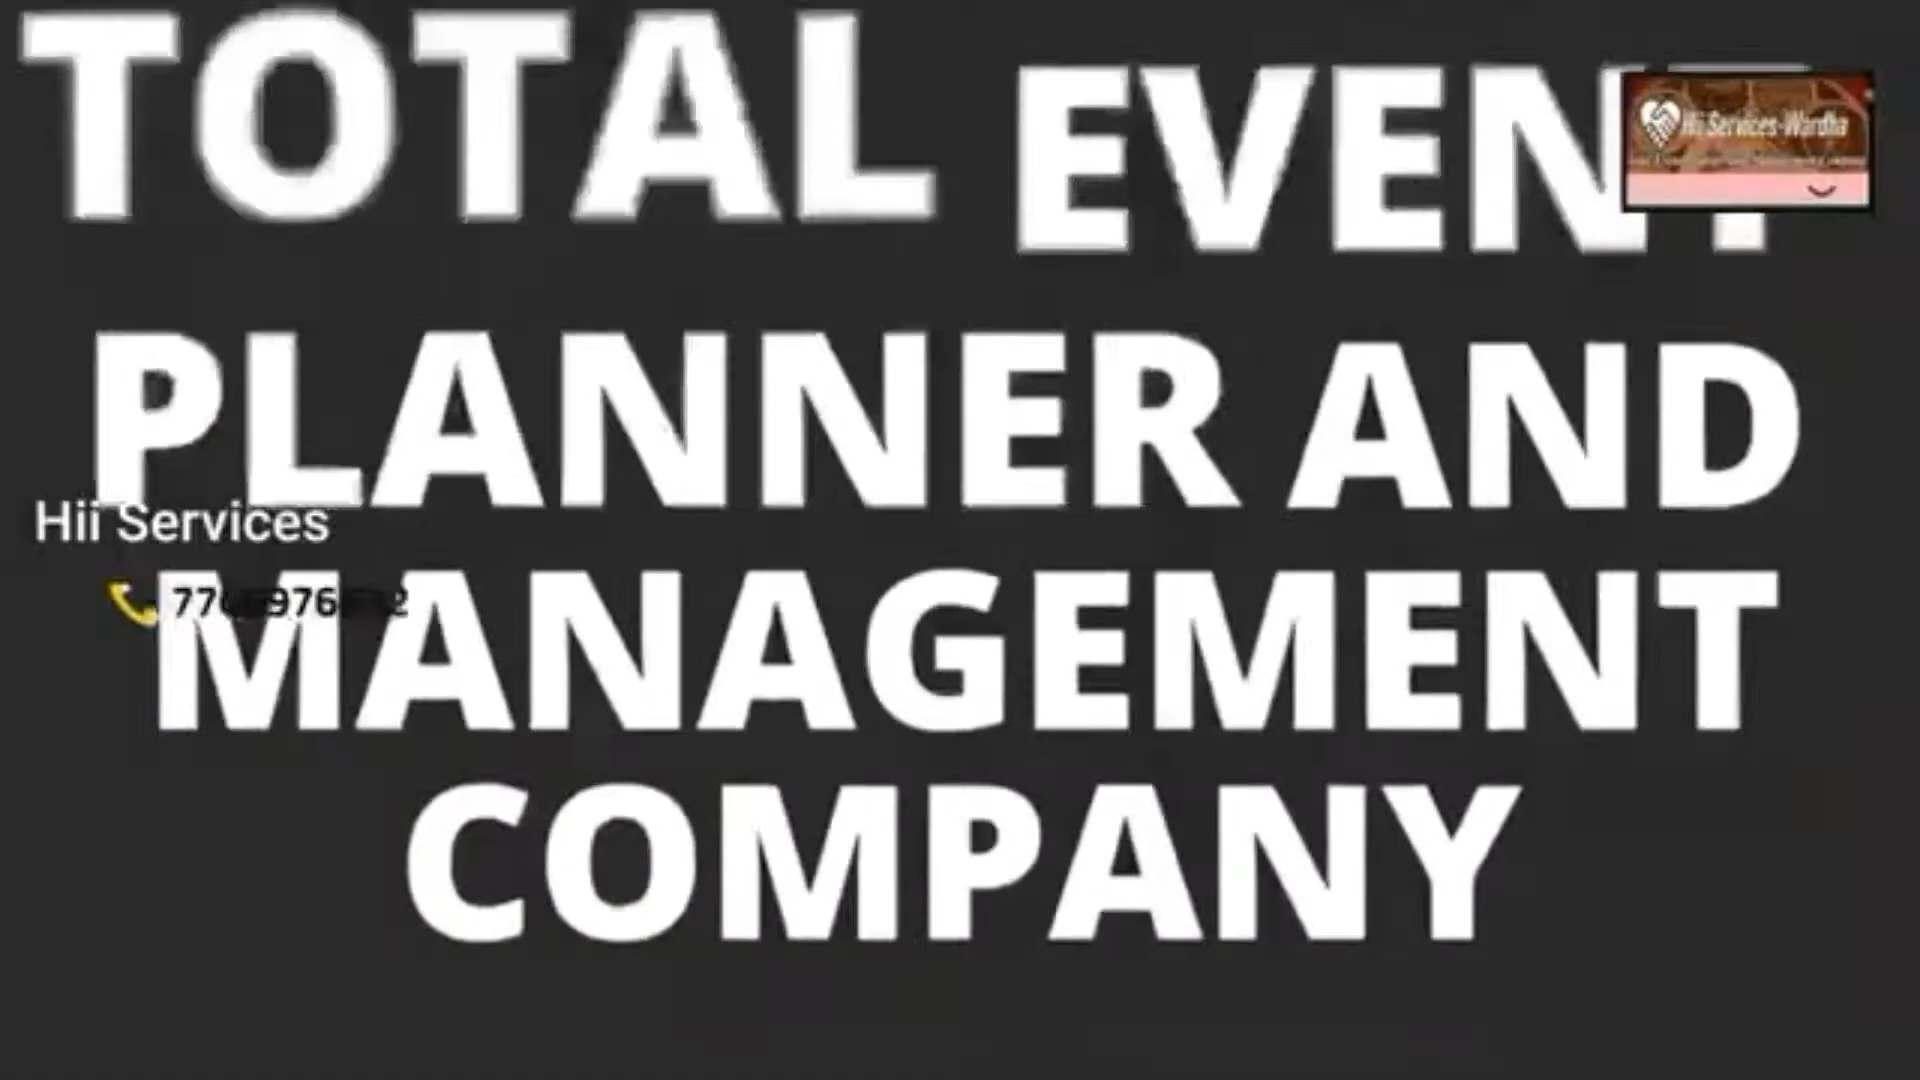 TOTAL EVENT
Hii Services-Wardha
PLANNER AND
Hii Services
MANAGEMENT
COMPANY